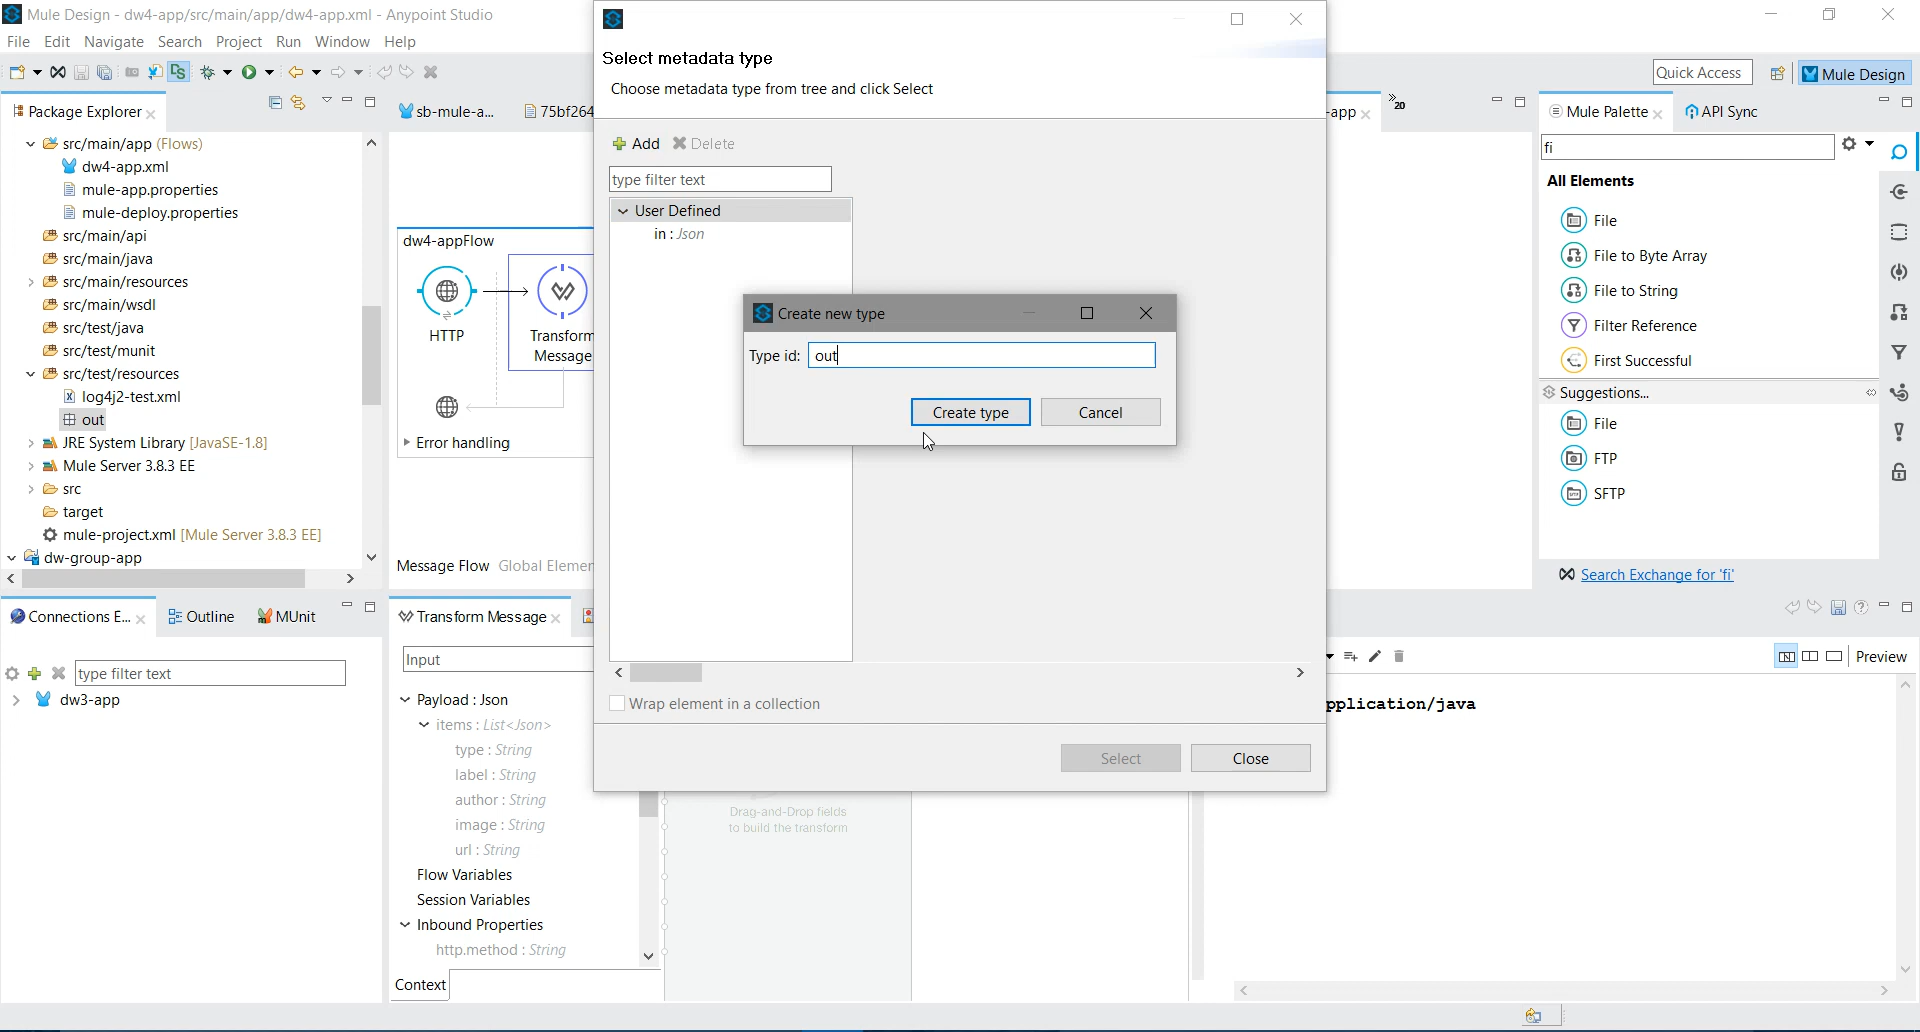 Mule Design - dw4-app/src/main/app/dw4-app.xml - Anypoint Studio
File Edit Navigate Search Project Run Window Help
Quick Access
Mule Design
Package Explorer
src/main/app (Flows)
dw4-app.xml
mule-app.properties
mule-deploy.properties
src/main/api
src/main/java
src/main/resources
src/main/wsdl
src/test/java
src/test/munit
src/test/resources
log4j2-test.xml
out
JRE System Library [JavaSE-1.8]
Mule Server 3.8.3 EE
src
target
mule-project.xml [Mule Server 3.8.3 EE]
dw-group-app
Connections E...
Outline
MUnit
type filter text
dw3-app
sb-mule-a...
75bf264
-app
20
dw4-appFlow
HTTP
Transform
Message
Error handling
Message Flow Global Elemen
Transform Message
Input
Payload : Json
items : List<Json>
type : String
label : String
author : String
image : String
url : String
Flow Variables
Session Variables
Inbound Properties
http.method : String
Context
Drag-and-Drop fields
to build the transform
Select metadata type
Choose metadata type from tree and click Select
Add
Delete
type filter text
User Defined
in : Json
Create new type
Type id: out
Create type
Cancel
Wrap element in a collection
Select
Close
Preview
pplication/java
Mule Palette
API Sync
fi
All Elements
File
File to Byte Array
File to String
Filter Reference
First Successful
Suggestions...
File
FTP
SFTP
Search Exchange for 'fi'